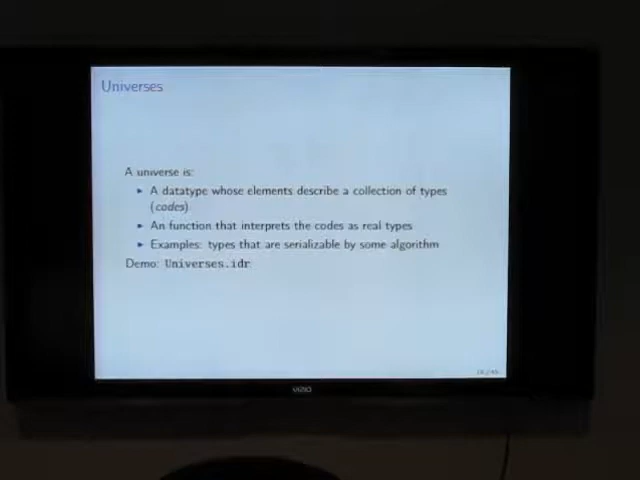 Universes
A universe is:
A datatype whose elements describe a collection of types
(codes)
An function that interprets the codes as real types
Examples: types that are serializable by some algorithm
Demo: Universes.idr
VIZIO